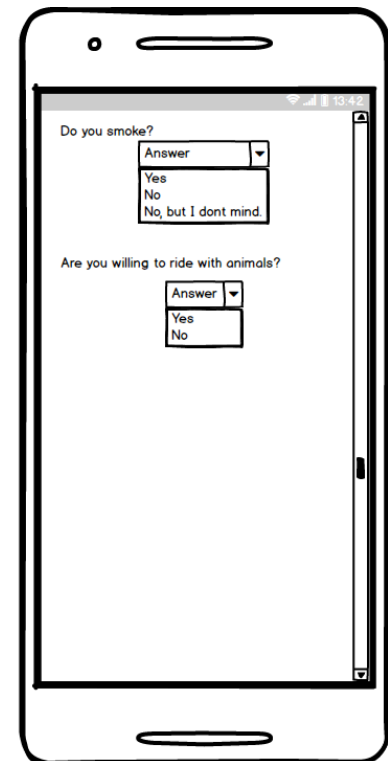 13:42
Do you smoke?
Answer
Yes
No
No, but I dont mind.
Are you willing to ride with animals?
Answer
Yes
No